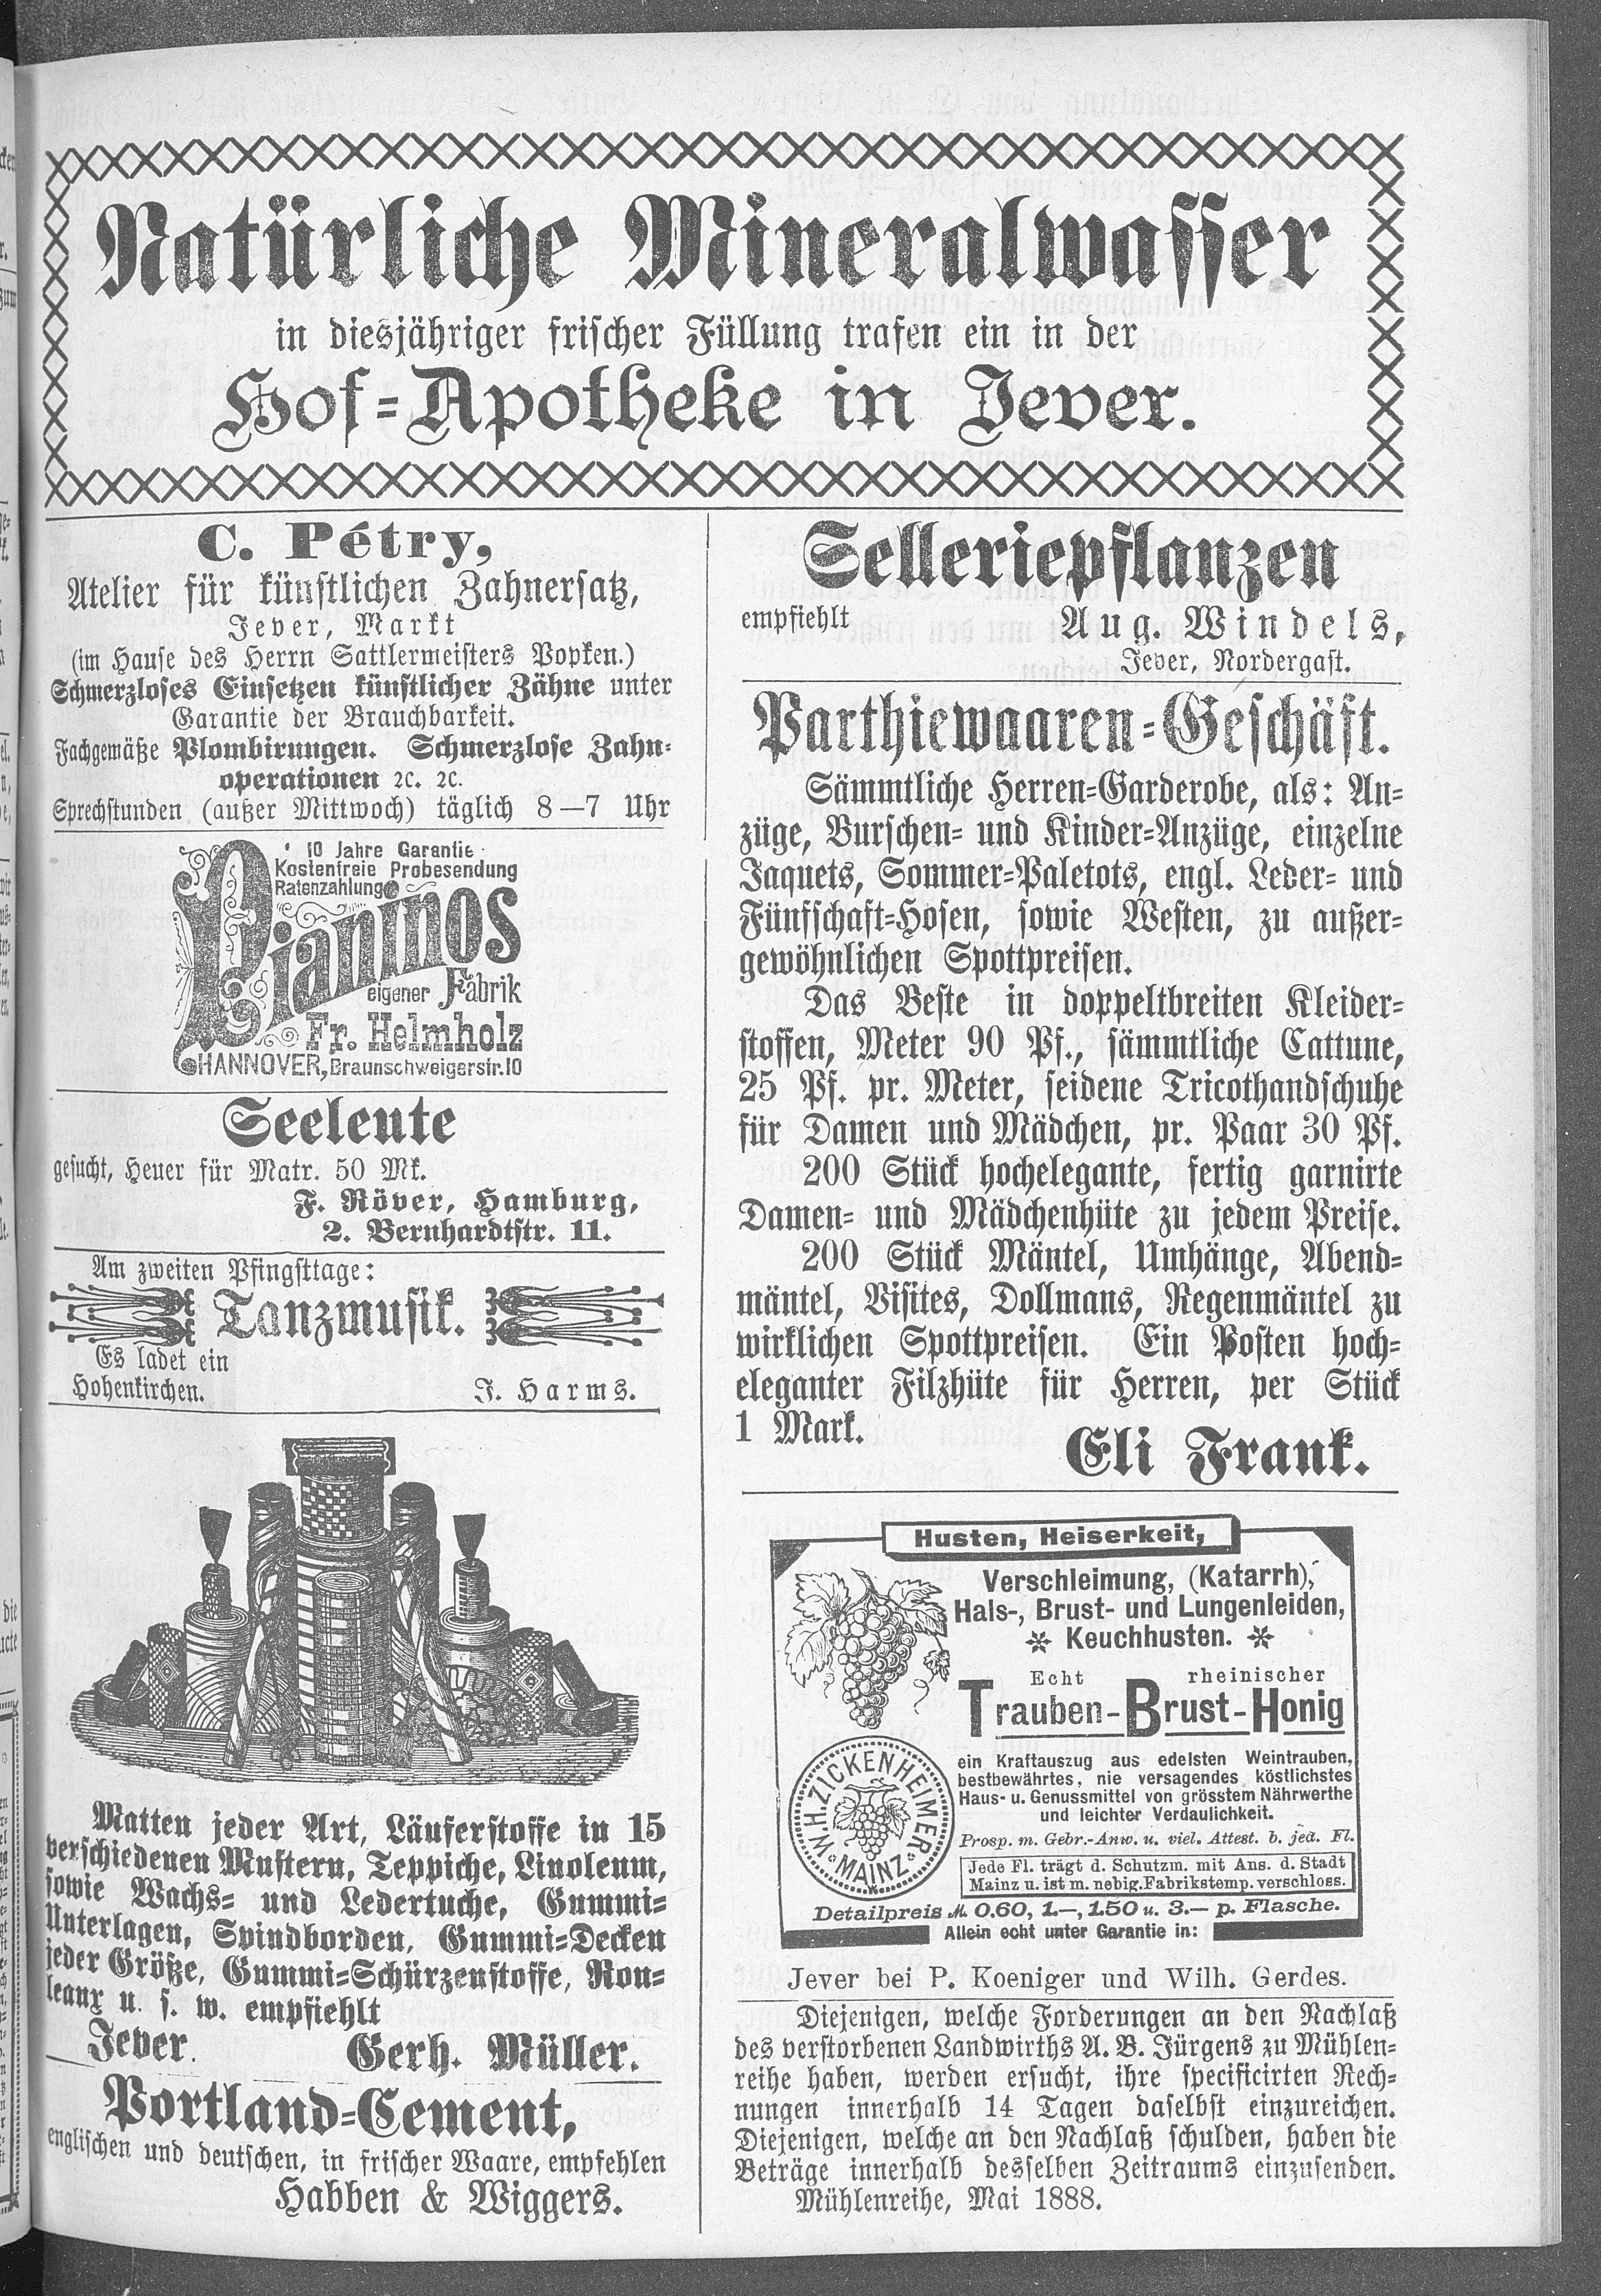 Natürliche Mineralwasser
in diesjähriger frischer Füllung trafen ein in der
Hof-Apotheke in Jever.
C. Pétry,
Atelier für künstlichen Zahnersatz,
Jever, Markt
(im Hause des Herrn Sattlermeisters Popken.)
Schmerzloses Einsetzen künstlicher Zähne unter
Garantie der Brauchbarkeit.
Fachgemäße Plombirungen. Schmerzlose Zahn-
operationen ꝛc. ꝛc.
Sprechstunden (außer Mittwoch) täglich 8—7 Uhr
10 Jahre Garantie
Kostenfreie Probesendung
Ratenzahlung
Pianinos
eigener Fabrik
Fr. Helmholz
HANNOVER, Braunschweigerstr. 10
Seeleute
gesucht, Heuer für Matr. 50 Mk.
F. Röver, Hamburg,
2. Bernhardtstr. 11.
Am zweiten Pfingsttage:
Tanzmusik.
Es ladet ein
Hohenkirchen. J. Harms.
Matten jeder Art, Läuferstoffe in 15
verschiedenen Mustern, Teppiche, Linoleum,
sowie Wachs- und Ledertuche, Gummi-
Unterlagen, Spindborden, Gummi-Decken
jeder Größe, Gummi-Schürzenstoffe, Rou-
leaux u. s. w. empfiehlt
Jever. Gerh. Müller.
Portland-Cement,
englischen und deutschen, in frischer Waare, empfehlen
Habben & Wiggers.
Selleriepflanzen
empfiehlt Aug. Windels,
Jever, Nordergast.
Parthiewaaren-Geschäft.
Sämmtliche Herren-Garderobe, als: An-
züge, Burschen- und Kinder-Anzüge, einzelne
Jaquets, Sommer-Paletots, engl. Leder- und
Fünfschaft-Hosen, sowie Westen, zu außer-
gewöhnlichen Spottpreisen.
Das Beste in doppeltbreiten Kleider-
stoffen, Meter 90 Pf., sämmtliche Cattune,
25 Pf. pr. Meter, seidene Tricothandschuhe
für Damen und Mädchen, pr. Paar 30 Pf.
200 Stück hochelegante, fertig garnirte
Damen- und Mädchenhüte zu jedem Preise.
200 Stück Mäntel, Umhänge, Abend-
mäntel, Visites, Dollmans, Regenmäntel zu
wirklichen Spottpreisen. Ein Posten hoch-
eleganter Filzhüte für Herren, per Stück
1 Mark.
Eli Frank.
Husten, Heiserkeit,
Verschleimung, (Katarrh),
Hals-, Brust- und Lungenleiden,
Keuchhusten.
Echt rheinischer
Trauben-Brust-Honig
W.H. ZICKENHEIMER MAINZ
ein Kraftauszug aus edelsten Weintrauben,
bestbewährtes, nie versagendes köstlichstes
Haus- u. Genussmittel von grösstem Nährwerthe
und leichter Verdaulichkeit.
Prosp. m. Gebr.-Anw. u. viel. Attest. b. jed. Fl.
Jede Fl. trägt d. Schutzm. mit Ans. d. Stadt
Mainz u. ist m. nebig. Fabrikstemp. verschloss.
Detailpreis M. 0.60, 1.—, 1.50 u. 3.— p. Flasche.
Allein echt unter Garantie in:
Jever bei P. Koeniger und Wilh. Gerdes.
Diejenigen, welche Forderungen an den Nachlaß
des verstorbenen Landwirths A. B. Jürgens zu Mühlen-
reihe haben, werden ersucht, ihre specificirten Rech-
nungen innerhalb 14 Tagen daselbst einzureichen.
Diejenigen, welche an den Nachlaß schulden, haben die
Beträge innerhalb desselben Zeitraums einzusenden.
Mühlenreihe, Mai 1888.